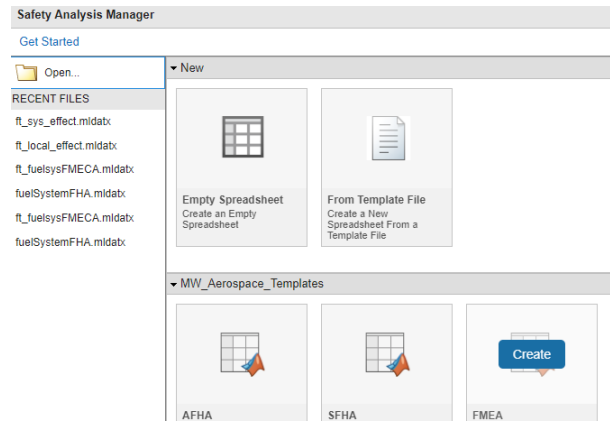 Safety Analysis Manager
Get Started
Open...
RECENT FILES
ft_sys_effect.mldatx
ft_local_effect.mldatx
ft_fuelsysFMECA.mldatx
fuelSystemFHA.mldatx
ft_fuelsysFMECA.mldatx
fuelSystemFHA.mldatx
New
Empty Spreadsheet
Create an Empty
Spreadsheet
From Template File
Create a New
Spreadsheet From a
Template File
MW_Aerospace_Templates
Create
AFHA
SFHA
FMEA